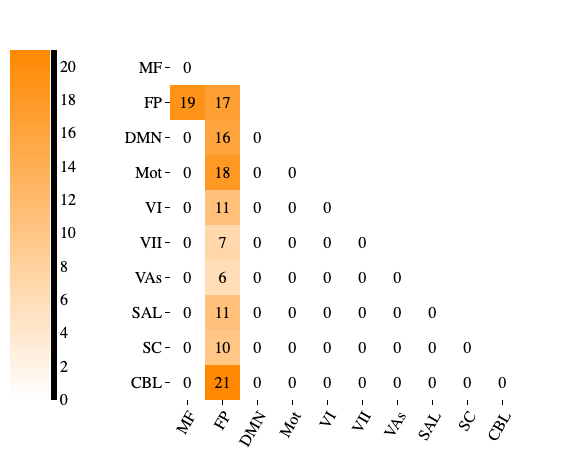 20
18
16
14
12
10
8
6
4
2
0
MF 0
FP 19 17
DMN 0 16 0
Mot 0 18 0 0
VI 0 11 0 0 0
VII 0 7 0 0 0 0
VAs 0 6 0 0 0 0 0
SAL 0 11 0 0 0 0 0 0
SC 0 10 0 0 0 0 0 0 0
CBL 0 21 0 0 0 0 0 0 0 0
MF FP DMN Mot VI VII VAs SAL SC CBL